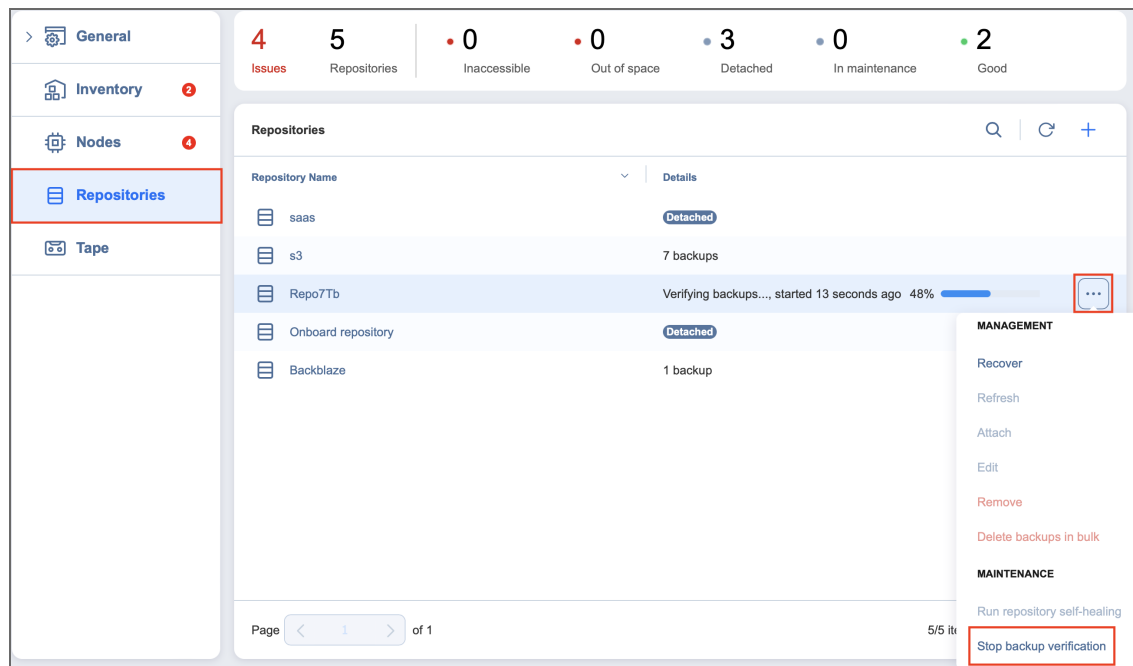 General
Inventory 2
Nodes 4
Repositories
Tape
4 5 0 0 3 0 2
Issues Repositories Inaccessible Out of space Detached In maintenance Good
Repositories
Repository Name Details
saas Detached
s3 7 backups
Repo7Tb Verifying backups..., started 13 seconds ago 48%
Onboard repository Detached
Backblaze 1 backup
MANAGEMENT
Recover
Refresh
Attach
Edit
Remove
Delete backups in bulk
MAINTENANCE
Run repository self-healing
Stop backup verification
Page 1 of 1 5/5